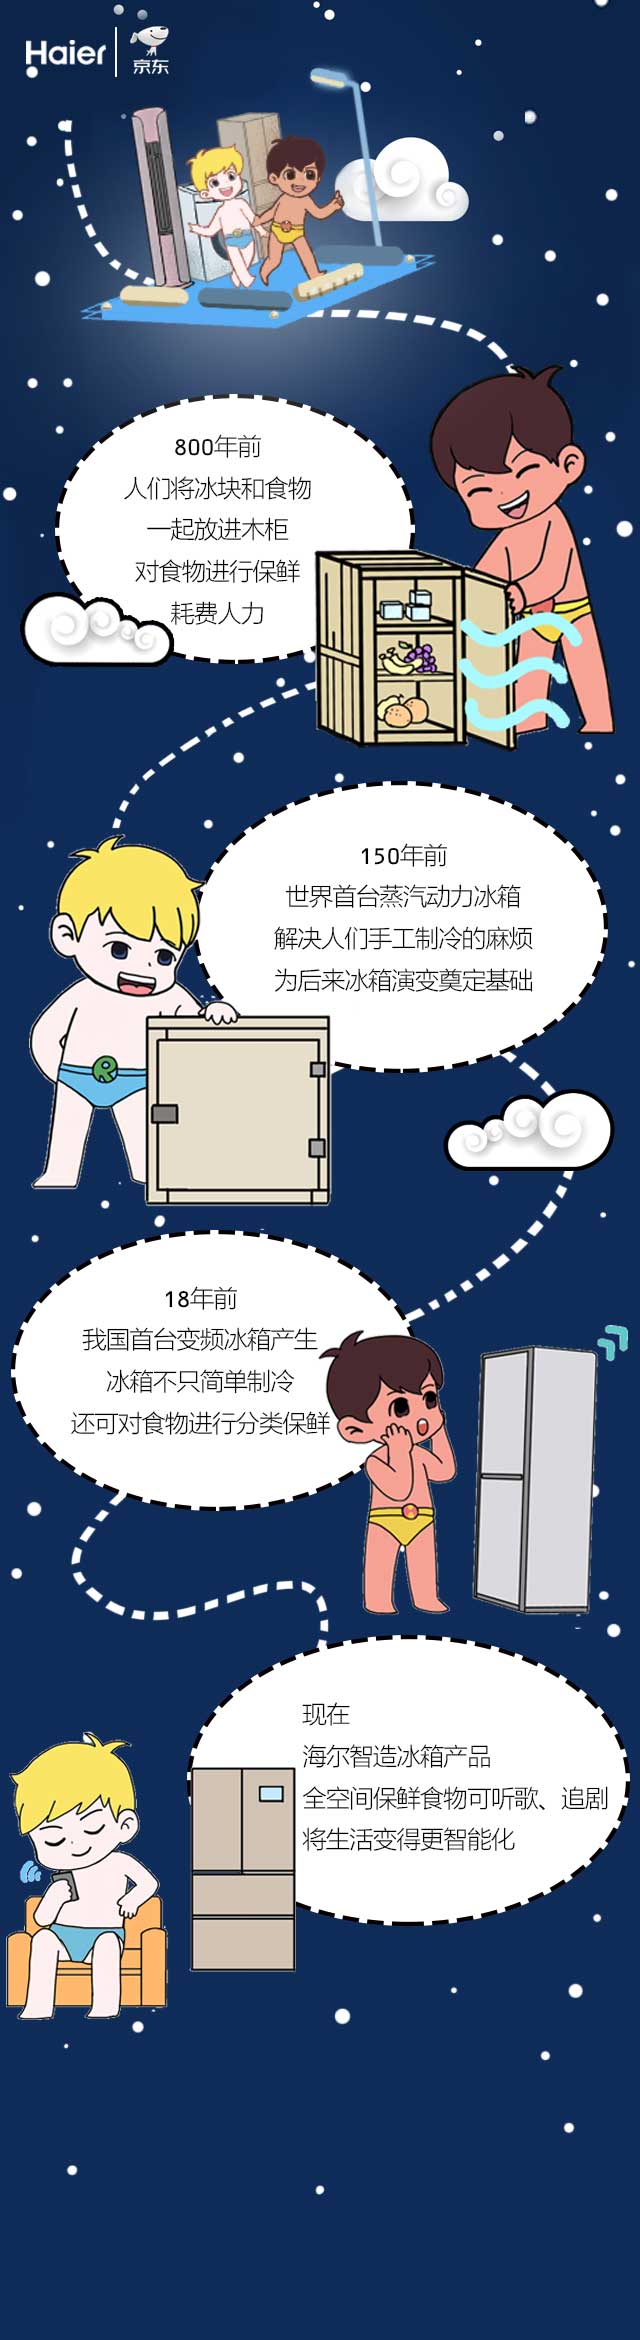 Haier
京东
800年前
人们将冰块和食物
一起放进木柜
对食物进行保鲜
耗费人力
150年前
世界首台蒸汽动力冰箱
解决人们手工制冷的麻烦
为后来冰箱演变奠定基础
R
18年前
我国首台变频冰箱产生
冰箱不只简单制冷
还可对食物进行分类保鲜
现在
海尔智造冰箱产品
全空间保鲜食物可听歌、追剧
将生活变得更智能化